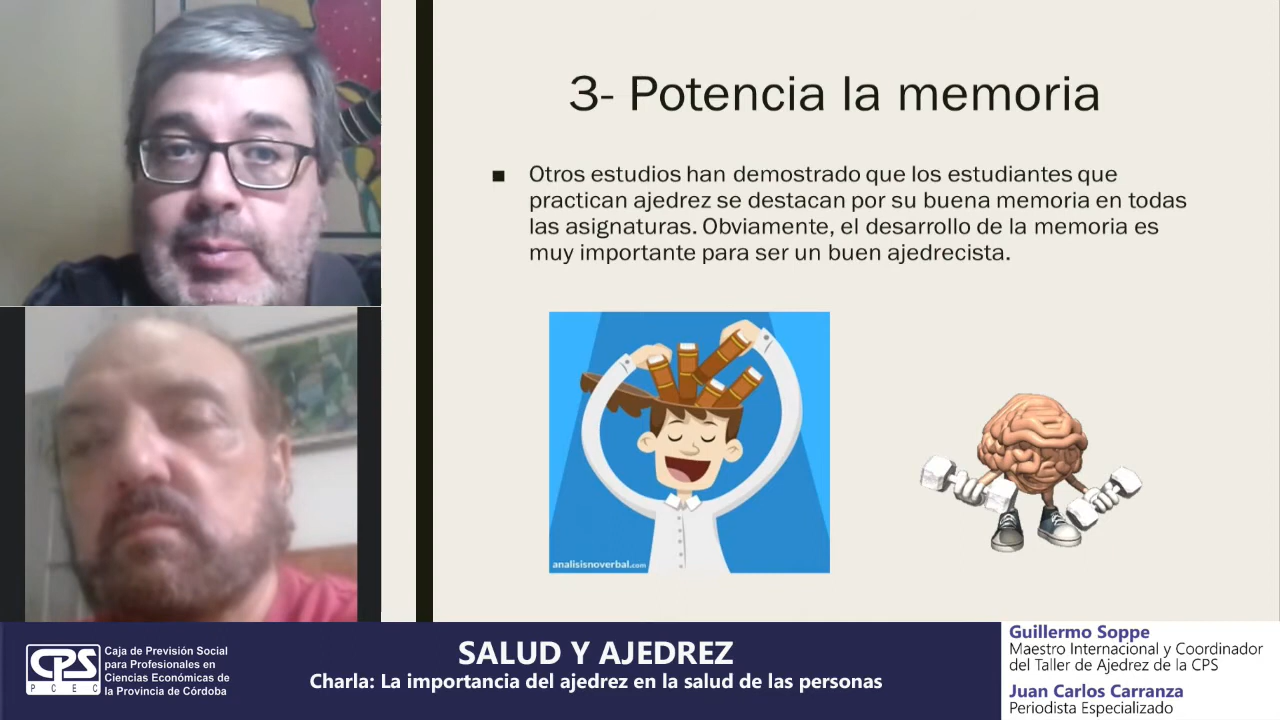 3- Potencia la memoria
Otros estudios han demostrado que los estudiantes que
practican ajedrez se destacan por su buena memoria en todas
las asignaturas. Obviamente, el desarrollo de la memoria es
muy importante para ser un buen ajedrecista.
analisisnoverbal.com
CPS
PCEC
Caja de Previsión Social
para Profesionales en
Ciencias Económicas de
la Provincia de Córdoba
SALUD Y AJEDREZ
Charla: La importancia del ajedrez en la salud de las personas
Guillermo Soppe
Maestro Internacional y Coordinador
del Taller de Ajedrez de la CPS
Juan Carlos Carranza
Periodista Especializado